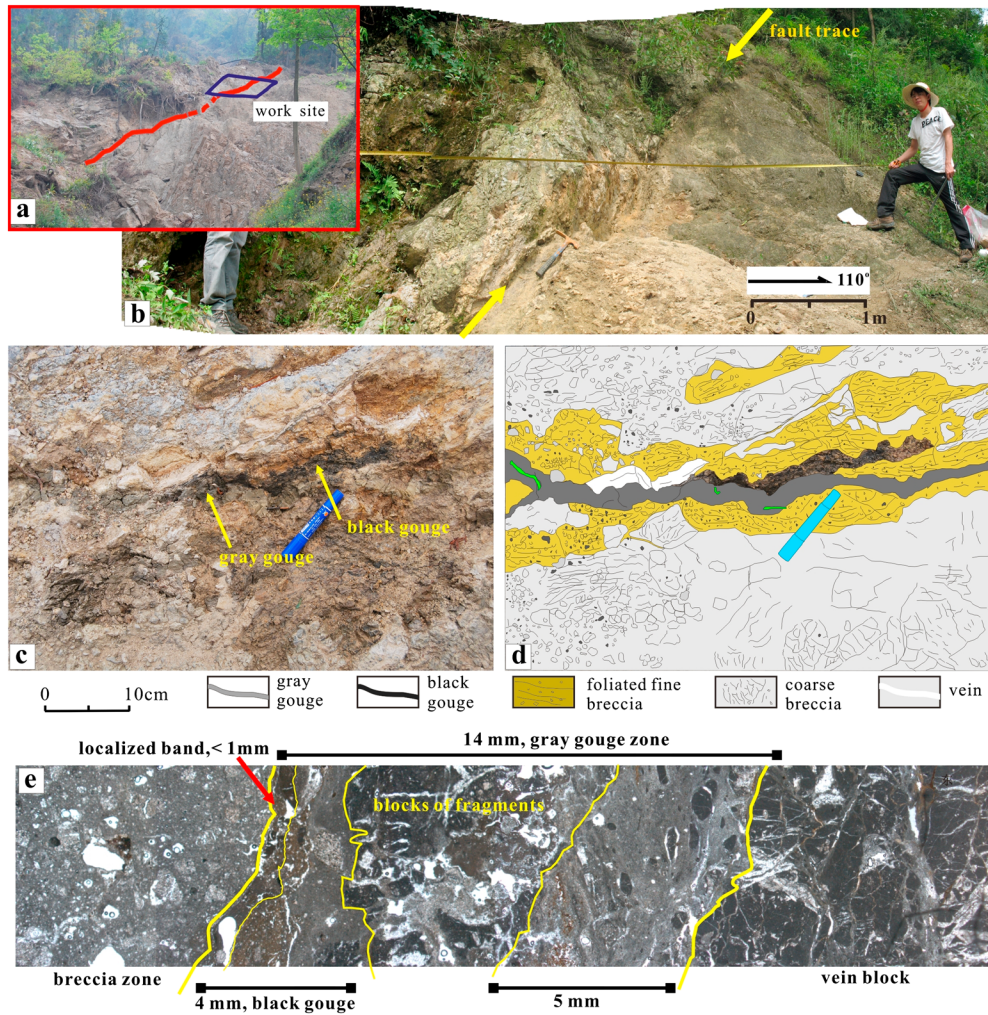 fault trace
work site
a
PEACE
110°
b
0 1m
black gouge
gray gouge
c
d
0 10cm
gray
gouge
black
gouge
foliated fine
breccia
coarse
breccia
vein
localized band,< 1mm
14 mm, gray gouge zone
e
blocks of fragments
breccia zone
vein block
4 mm, black gouge
5 mm